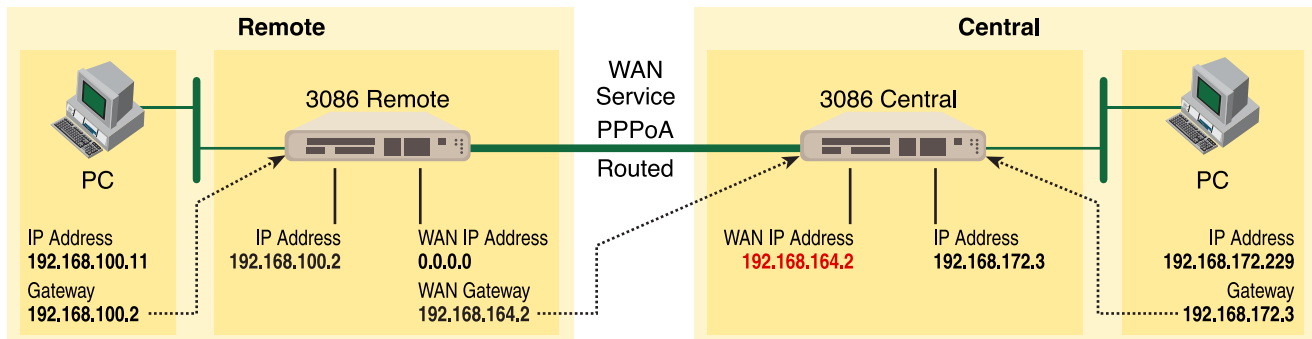 Remote
Central
3086 Remote
WAN
Service
PPPoA
Routed
3086 Central
PC
PC
IP Address
192.168.100.11
Gateway
192.168.100.2
IP Address
192.168.100.2
WAN IP Address
0.0.0.0
WAN Gateway
192.168.164.2
WAN IP Address
192.168.164.2
IP Address
192.168.172.3
IP Address
192.168.172.229
Gateway
192.168.172.3